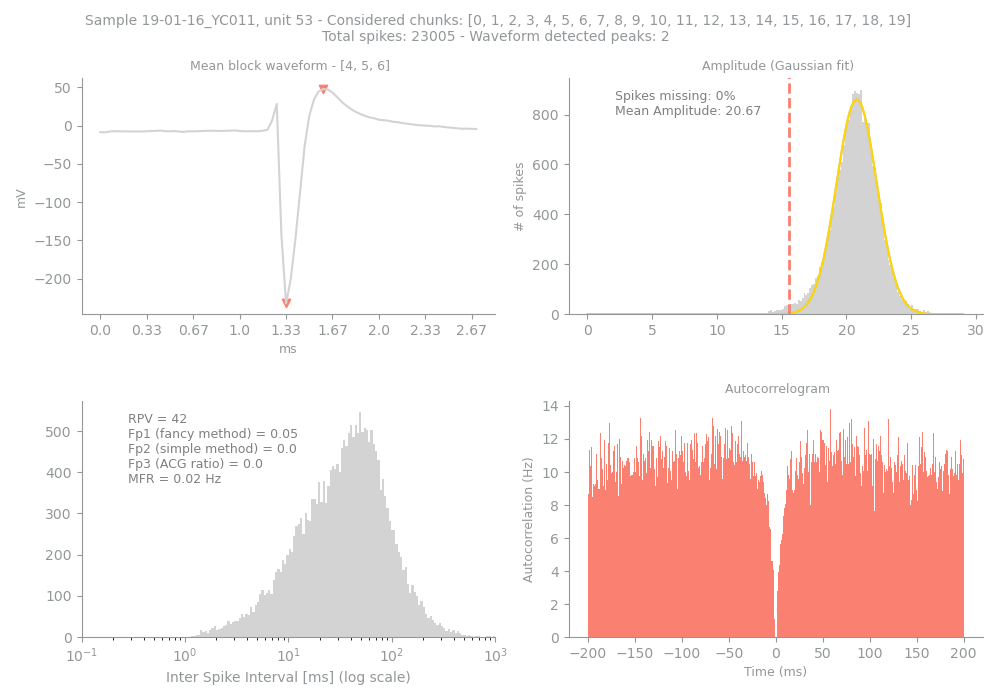 Sample 19-01-16_YC011, unit 53 - Considered chunks: [0, 1, 2, 3, 4, 5, 6, 7, 8, 9, 10, 11, 12, 13, 14, 15, 16, 17, 18, 19]
Total spikes: 23005 - Waveform detected peaks: 2
Mean block waveform - [4, 5, 6]
50
0
−50
−100
−150
−200
mV
0.0 0.33 0.67 1.0 1.33 1.67 2.0 2.33 2.67
ms
Amplitude (Gaussian fit)
Spikes missing: 0%
Mean Amplitude: 20.67
800
600
400
200
0
# of spikes
0 5 10 15 20 25 30
RPV = 42
Fp1 (fancy method) = 0.05
Fp2 (simple method) = 0.0
Fp3 (ACG ratio) = 0.0
MFR = 0.02 Hz
500
400
300
200
100
0
10⁻¹ 10⁰ 10¹ 10² 10³
Inter Spike Interval [ms] (log scale)
Autocorrelogram
14
12
10
8
6
4
2
0
Autocorrelation (Hz)
−200 −150 −100 −50 0 50 100 150 200
Time (ms)